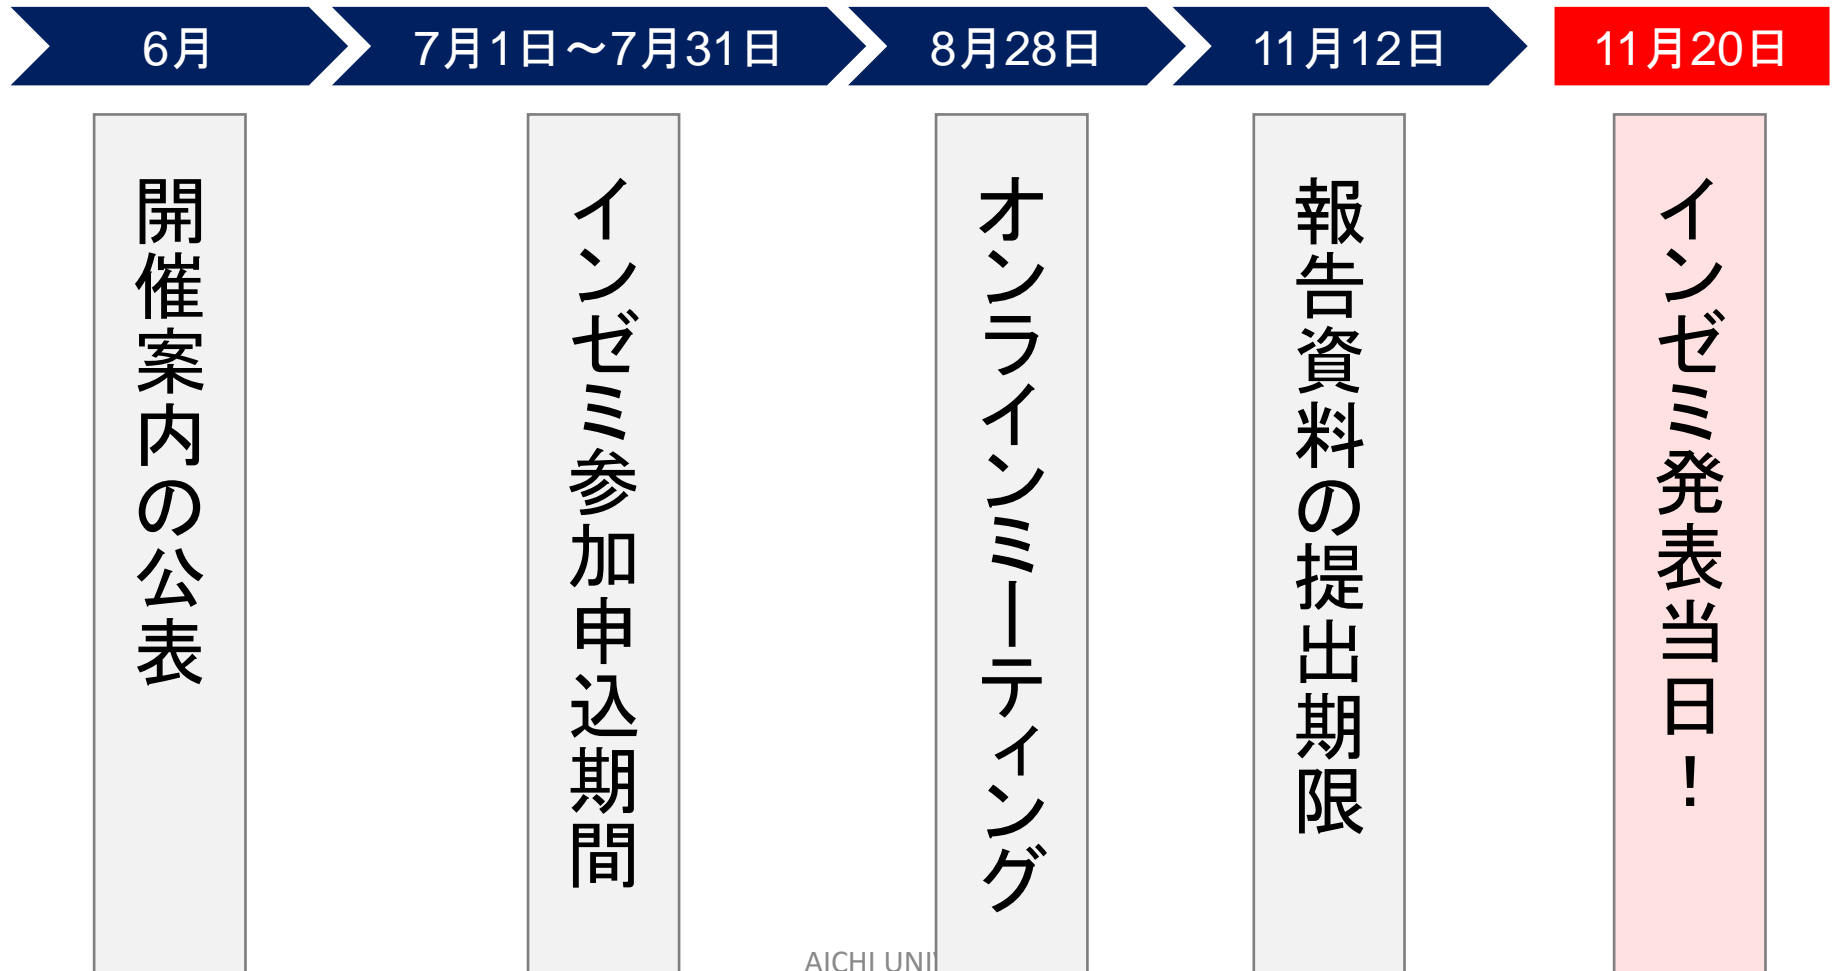 6月
7月1日～7月31日
8月28日
11月12日
11月20日
開催案内の公表
インゼミ参加申込期間
オンラインミーティング
報告資料の提出期限
インゼミ発表当日！
AICHI